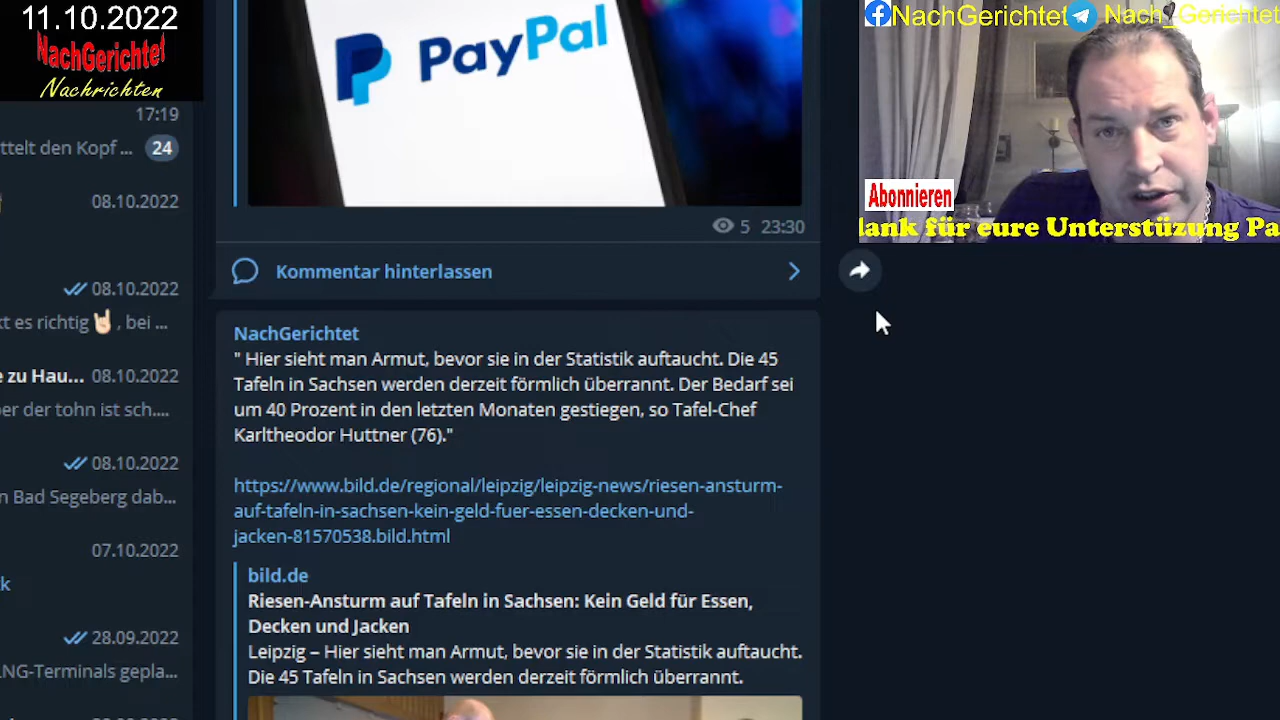 11.10.2022
NachGerichtet
Nachrichten
17:19
ttelt den Kopf ... 24
08.10.2022
08.10.2022
kt es richtig🤘🏻, bei ...
e zu Hau... 08.10.2022
er der tohn ist sch....
08.10.2022
n Bad Segeberg dab...
07.10.2022
k
28.09.2022
LNG-Terminals gepla...
PayPal
5 23:30
Kommentar hinterlassen
NachGerichtet
" Hier sieht man Armut, bevor sie in der Statistik auftaucht. Die 45
Tafeln in Sachsen werden derzeit förmlich überrannt. Der Bedarf sei
um 40 Prozent in den letzten Monaten gestiegen, so Tafel-Chef
Karltheodor Huttner (76)."
https://www.bild.de/regional/leipzig/leipzig-news/riesen-ansturm-
auf-tafeln-in-sachsen-kein-geld-fuer-essen-decken-und-
jacken-81570538.bild.html
bild.de
Riesen-Ansturm auf Tafeln in Sachsen: Kein Geld für Essen,
Decken und Jacken
Leipzig – Hier sieht man Armut, bevor sie in der Statistik auftaucht.
Die 45 Tafeln in Sachsen werden derzeit förmlich überrannt.
NachGerichtet Nach_Gerichtet
Abonnieren
dank für eure Unterstüzung Pa